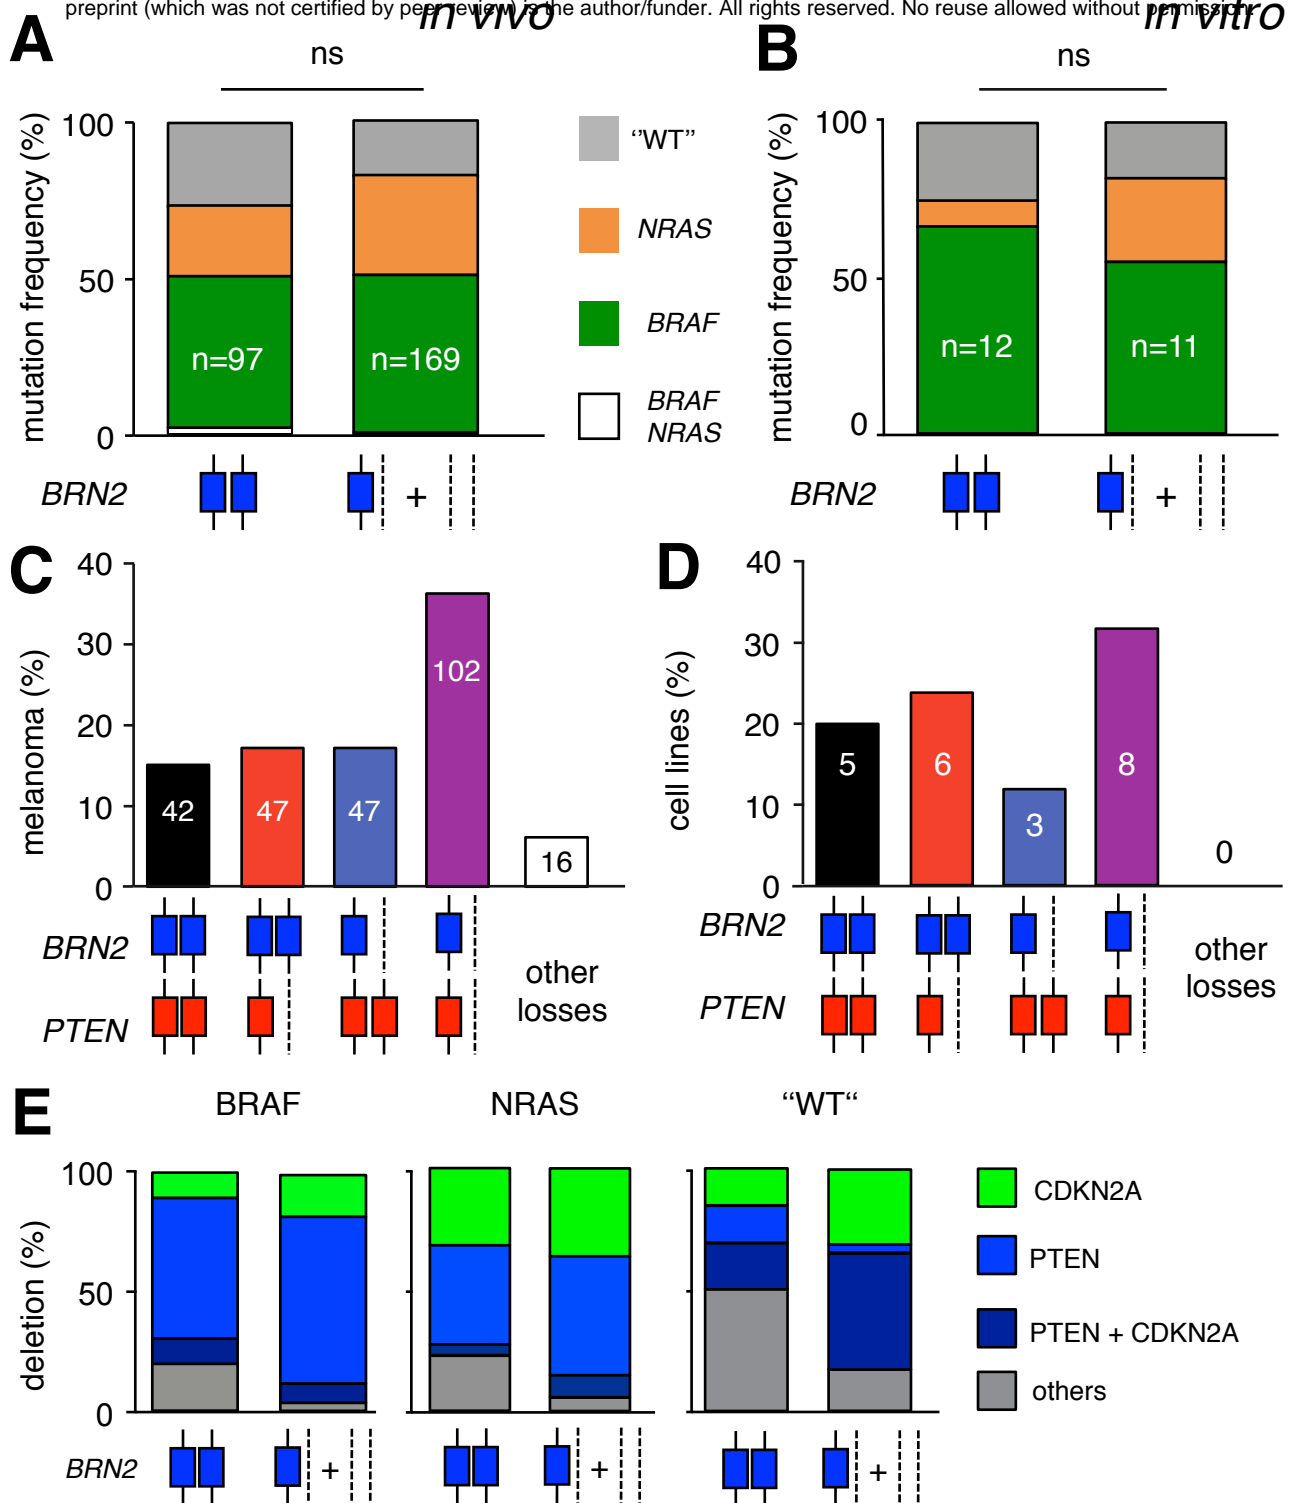 preprint (which was not certified by peer review) is the author/funder. All rights reserved. No reuse allowed without permission.
in vivo
in vitro
A
ns
mutation frequency (%)
100
50
0
n=97
n=169
BRN2
+
"WT"
NRAS
BRAF
BRAF
NRAS
B
ns
mutation frequency (%)
100
50
0
n=12
n=11
BRN2
+
C
melanoma (%)
40
30
20
10
0
42
47
47
102
16
BRN2
PTEN
other
losses
D
cell lines (%)
40
30
20
10
0
5
6
3
8
0
BRN2
PTEN
other
losses
E
BRAF
NRAS
“WT“
deletion (%)
100
50
0
CDKN2A
PTEN
PTEN + CDKN2A
others
BRN2
+
+
+